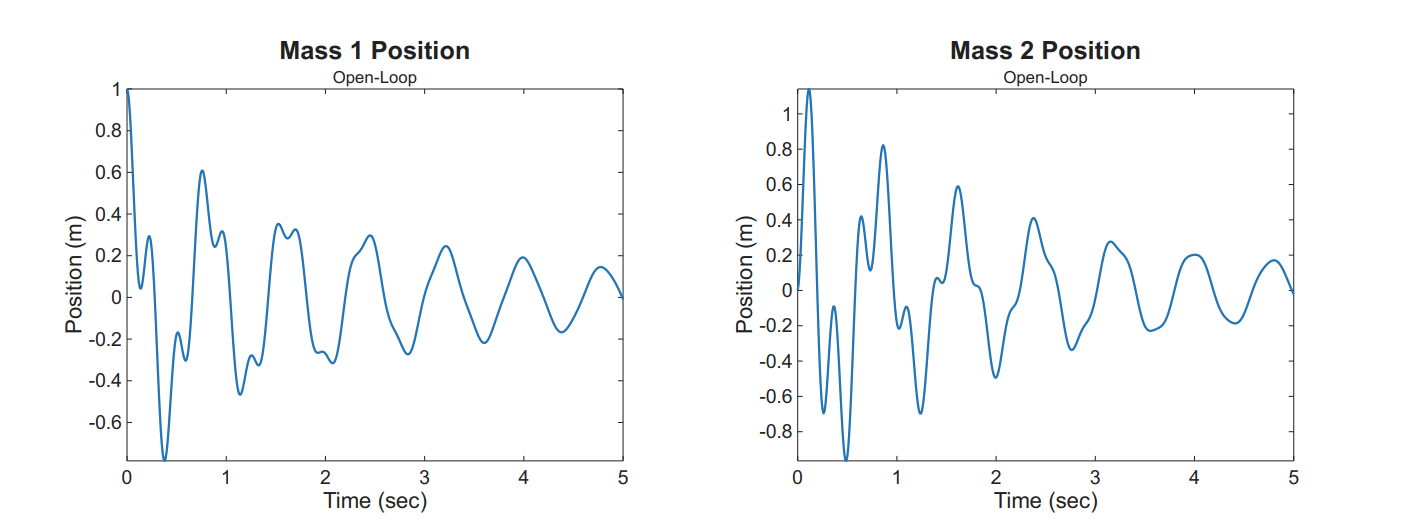 Mass 1 Position
Open-Loop
1
0.8
0.6
0.4
0.2
0
-0.2
-0.4
-0.6
Position (m)
0 1 2 3 4 5
Time (sec)
Mass 2 Position
Open-Loop
1
0.8
0.6
0.4
0.2
0
-0.2
-0.4
-0.6
-0.8
Position (m)
0 1 2 3 4 5
Time (sec)